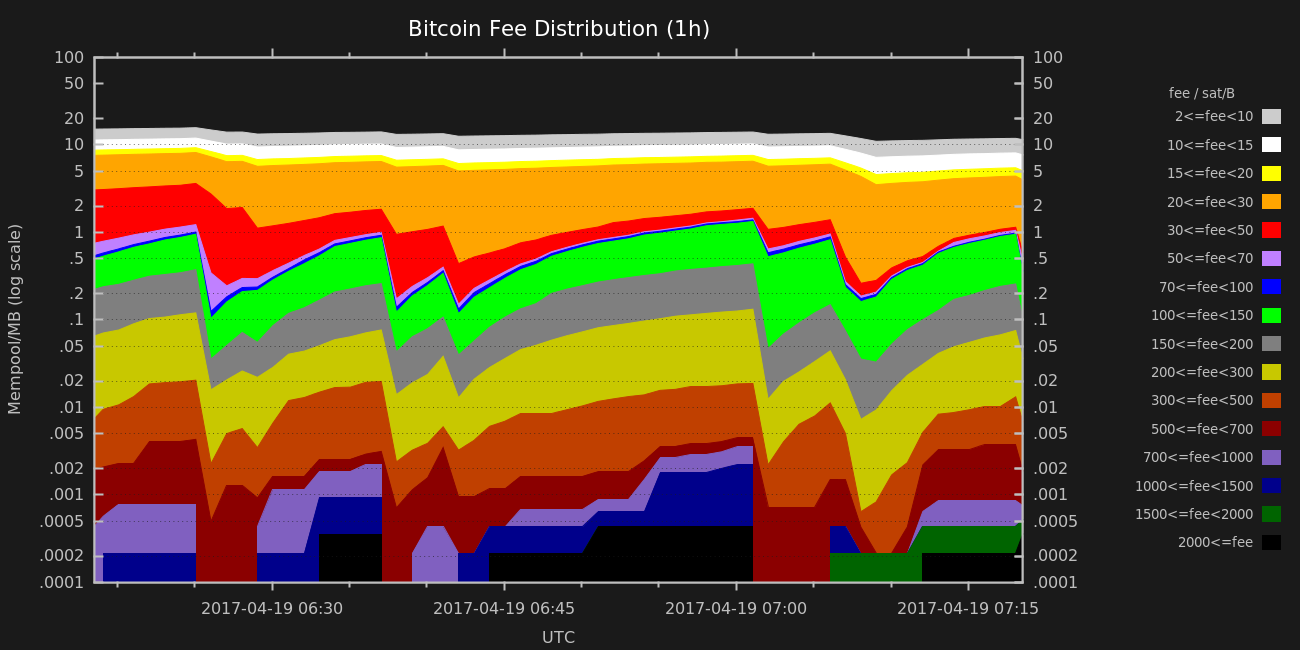 Bitcoin Fee Distribution (1h)
100 100
50 50
20 20
10 10
5 5
2 2
1 1
.5 .5
.2 .2
.1 .1
.05 .05
.02 .02
.01 .01
.005 .005
.002 .002
.001 .001
.0005 .0005
.0002 .0002
.0001 .0001
Mempool/MB (log scale)
2017-04-19 06:30 2017-04-19 06:45 2017-04-19 07:00 2017-04-19 07:15
UTC
fee / sat/B
2<=fee<10
10<=fee<15
15<=fee<20
20<=fee<30
30<=fee<50
50<=fee<70
70<=fee<100
100<=fee<150
150<=fee<200
200<=fee<300
300<=fee<500
500<=fee<700
700<=fee<1000
1000<=fee<1500
1500<=fee<2000
2000<=fee